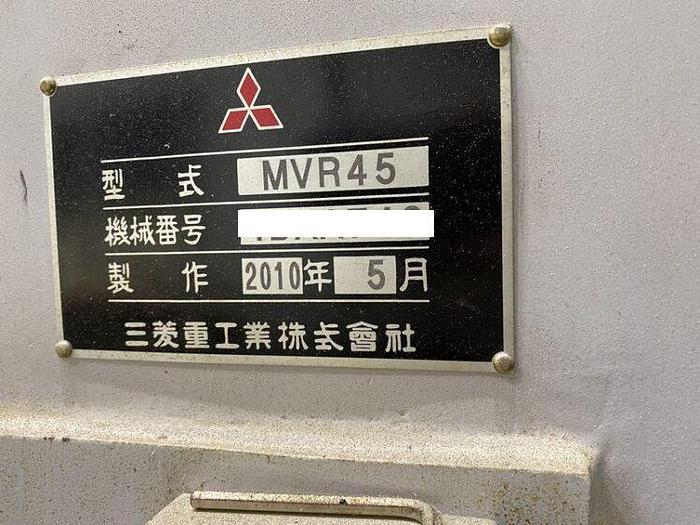 型式 MVR45
機械番号
製作 2010年 5月
三菱重工業株式會社